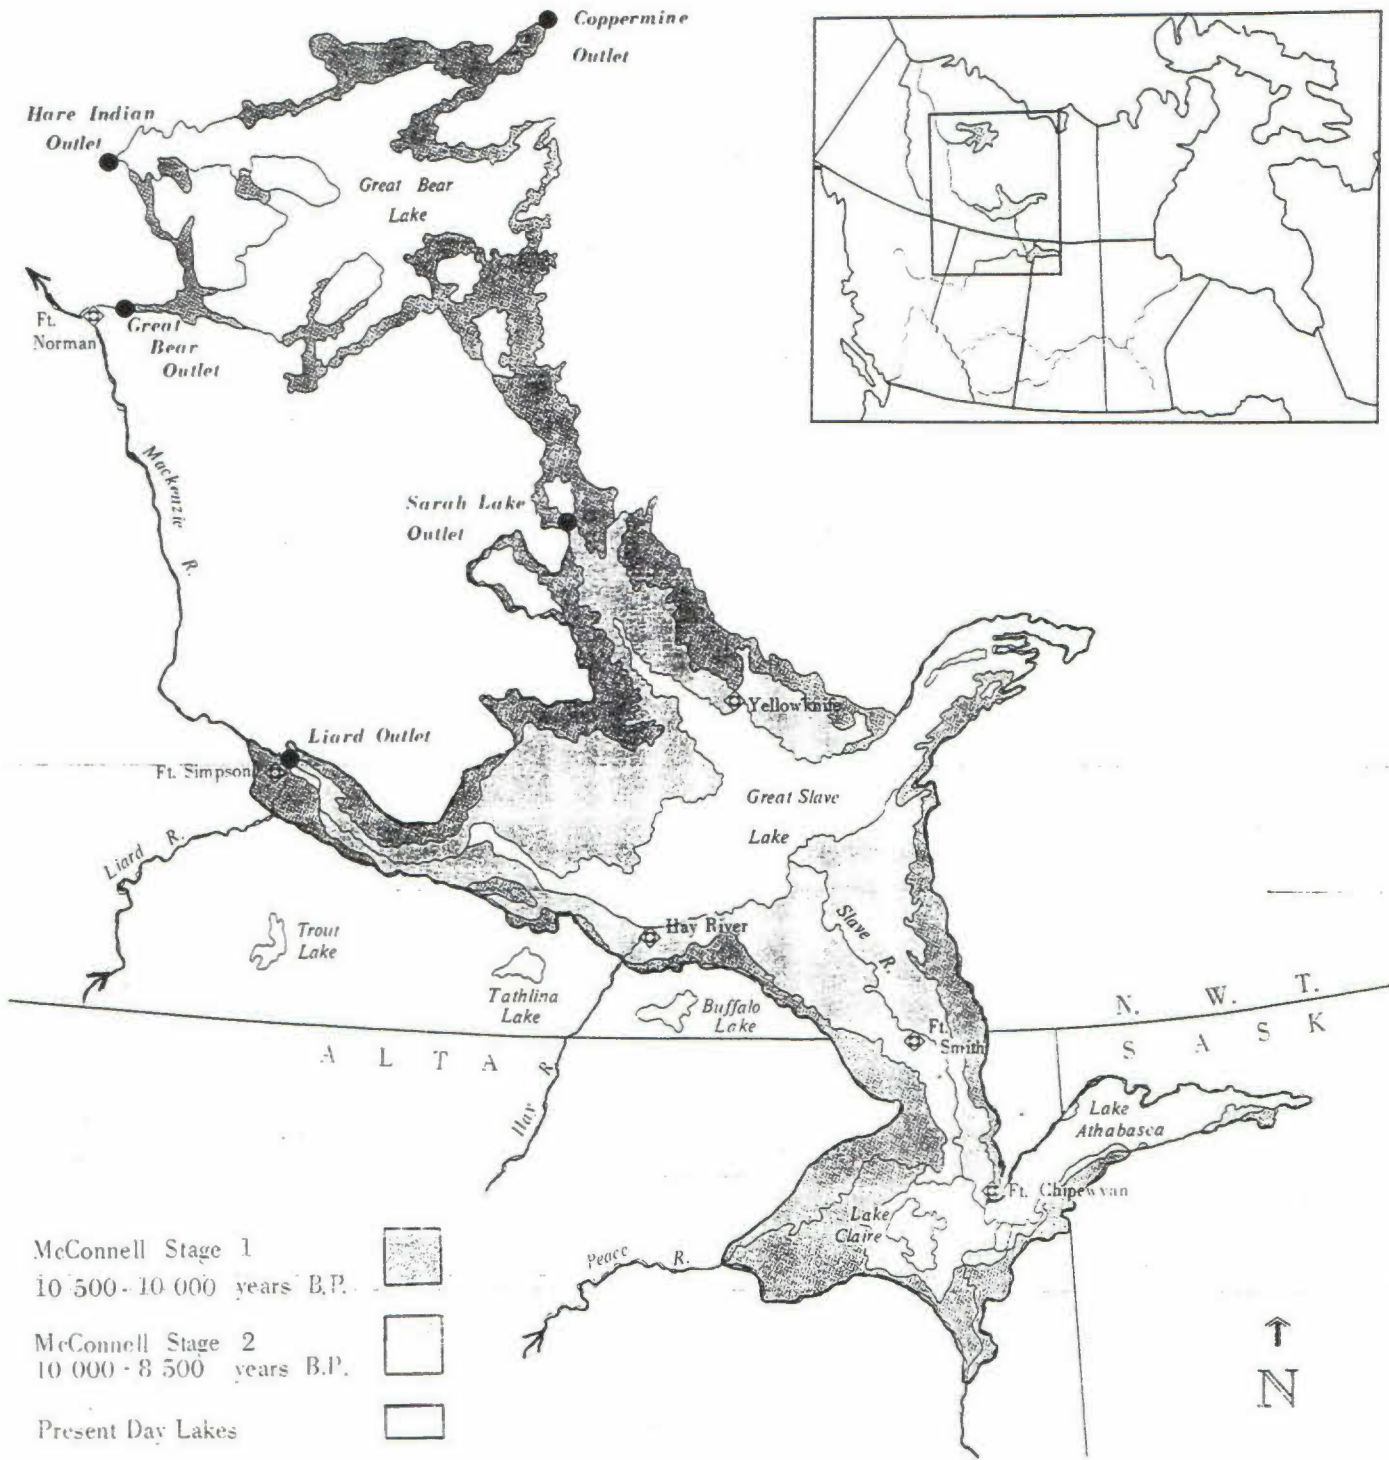 Coppermine
Outlet
Hare Indian
Outlet
Great Bear
Lake
Ft.
Norman
Great
Bear
Outlet
Mackenzie
R.
Sarah Lake
Outlet
Yellowknife
Liard Outlet
Ft. Simpson
Great Slave
Lake
Liard R.
Slave
R.
Trout
Lake
Hay River
Tathlina
Lake
Buffalo
Lake
N. W. T.
Ft.
Smith
SASK
ALTA
Hay R.
Lake
Athabasca
Ft. Chipewyan
Lake
Claire
Peace R.
McConnell Stage 1
10 500 - 10 000 years B.P.
McConnell Stage 2
10 000 - 8 500 years B.P.
Present Day Lakes
N